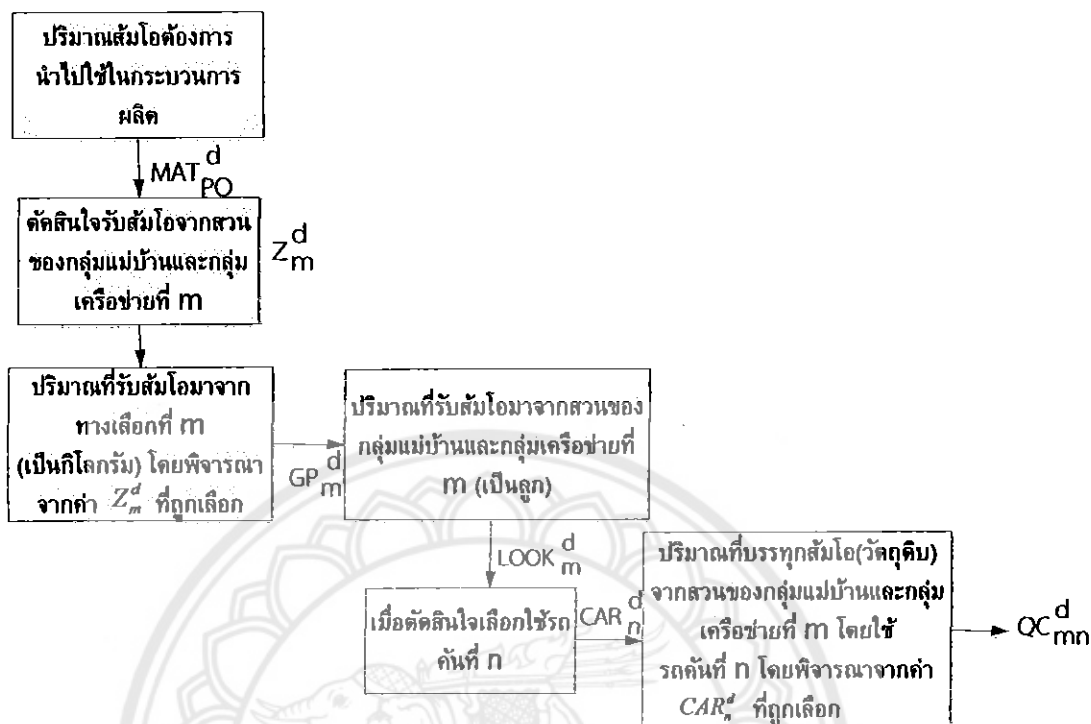 ปริมาณส้มโอต้องการ
นำไปใช้ในกระบวนการ
ผลิต
MAT d PO
ตัดสินใจรับส้มโอจากสวน
ของกลุ่มแม่บ้านและกลุ่ม
เครือข่ายที่ m
Z d m
ปริมาณที่รับส้มโอมาจาก
ทางเลือกที่ m
(เป็นกิโลกรัม) โดยพิจารณา
จากค่า Z d m ที่ถูกเลือก
GP d m
ปริมาณที่รับส้มโอมาจากสวนของ
กลุ่มแม่บ้านและกลุ่มเครือข่ายที่
m (เป็นลูก)
LOOK d m
เมื่อตัดสินใจเลือกใช้รถ
คันที่ n
CAR d n
ปริมาณที่บรรทุกส้มโอ(วัตถุดิบ)
จากสวนของกลุ่มแม่บ้านและกลุ่ม
เครือข่ายที่ m โดยใช้
รถคันที่ n โดยพิจารณาจากค่า
CAR d n ที่ถูกเลือก
QC d mn